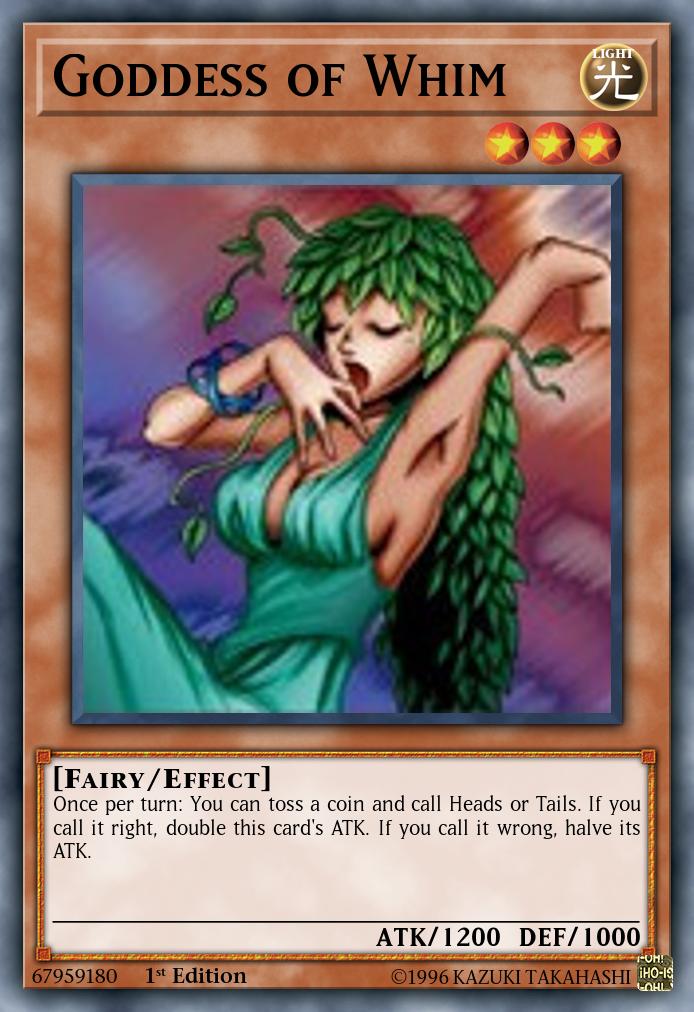 Goddess of Whim
LIGHT
光
[Fairy/Effect]
Once per turn: You can toss a coin and call Heads or Tails. If you
call it right, double this card's ATK. If you call it wrong, halve its
ATK.
ATK/1200 DEF/1000
67959180 1st Edition ©1996 KAZUKI TAKAHASHI